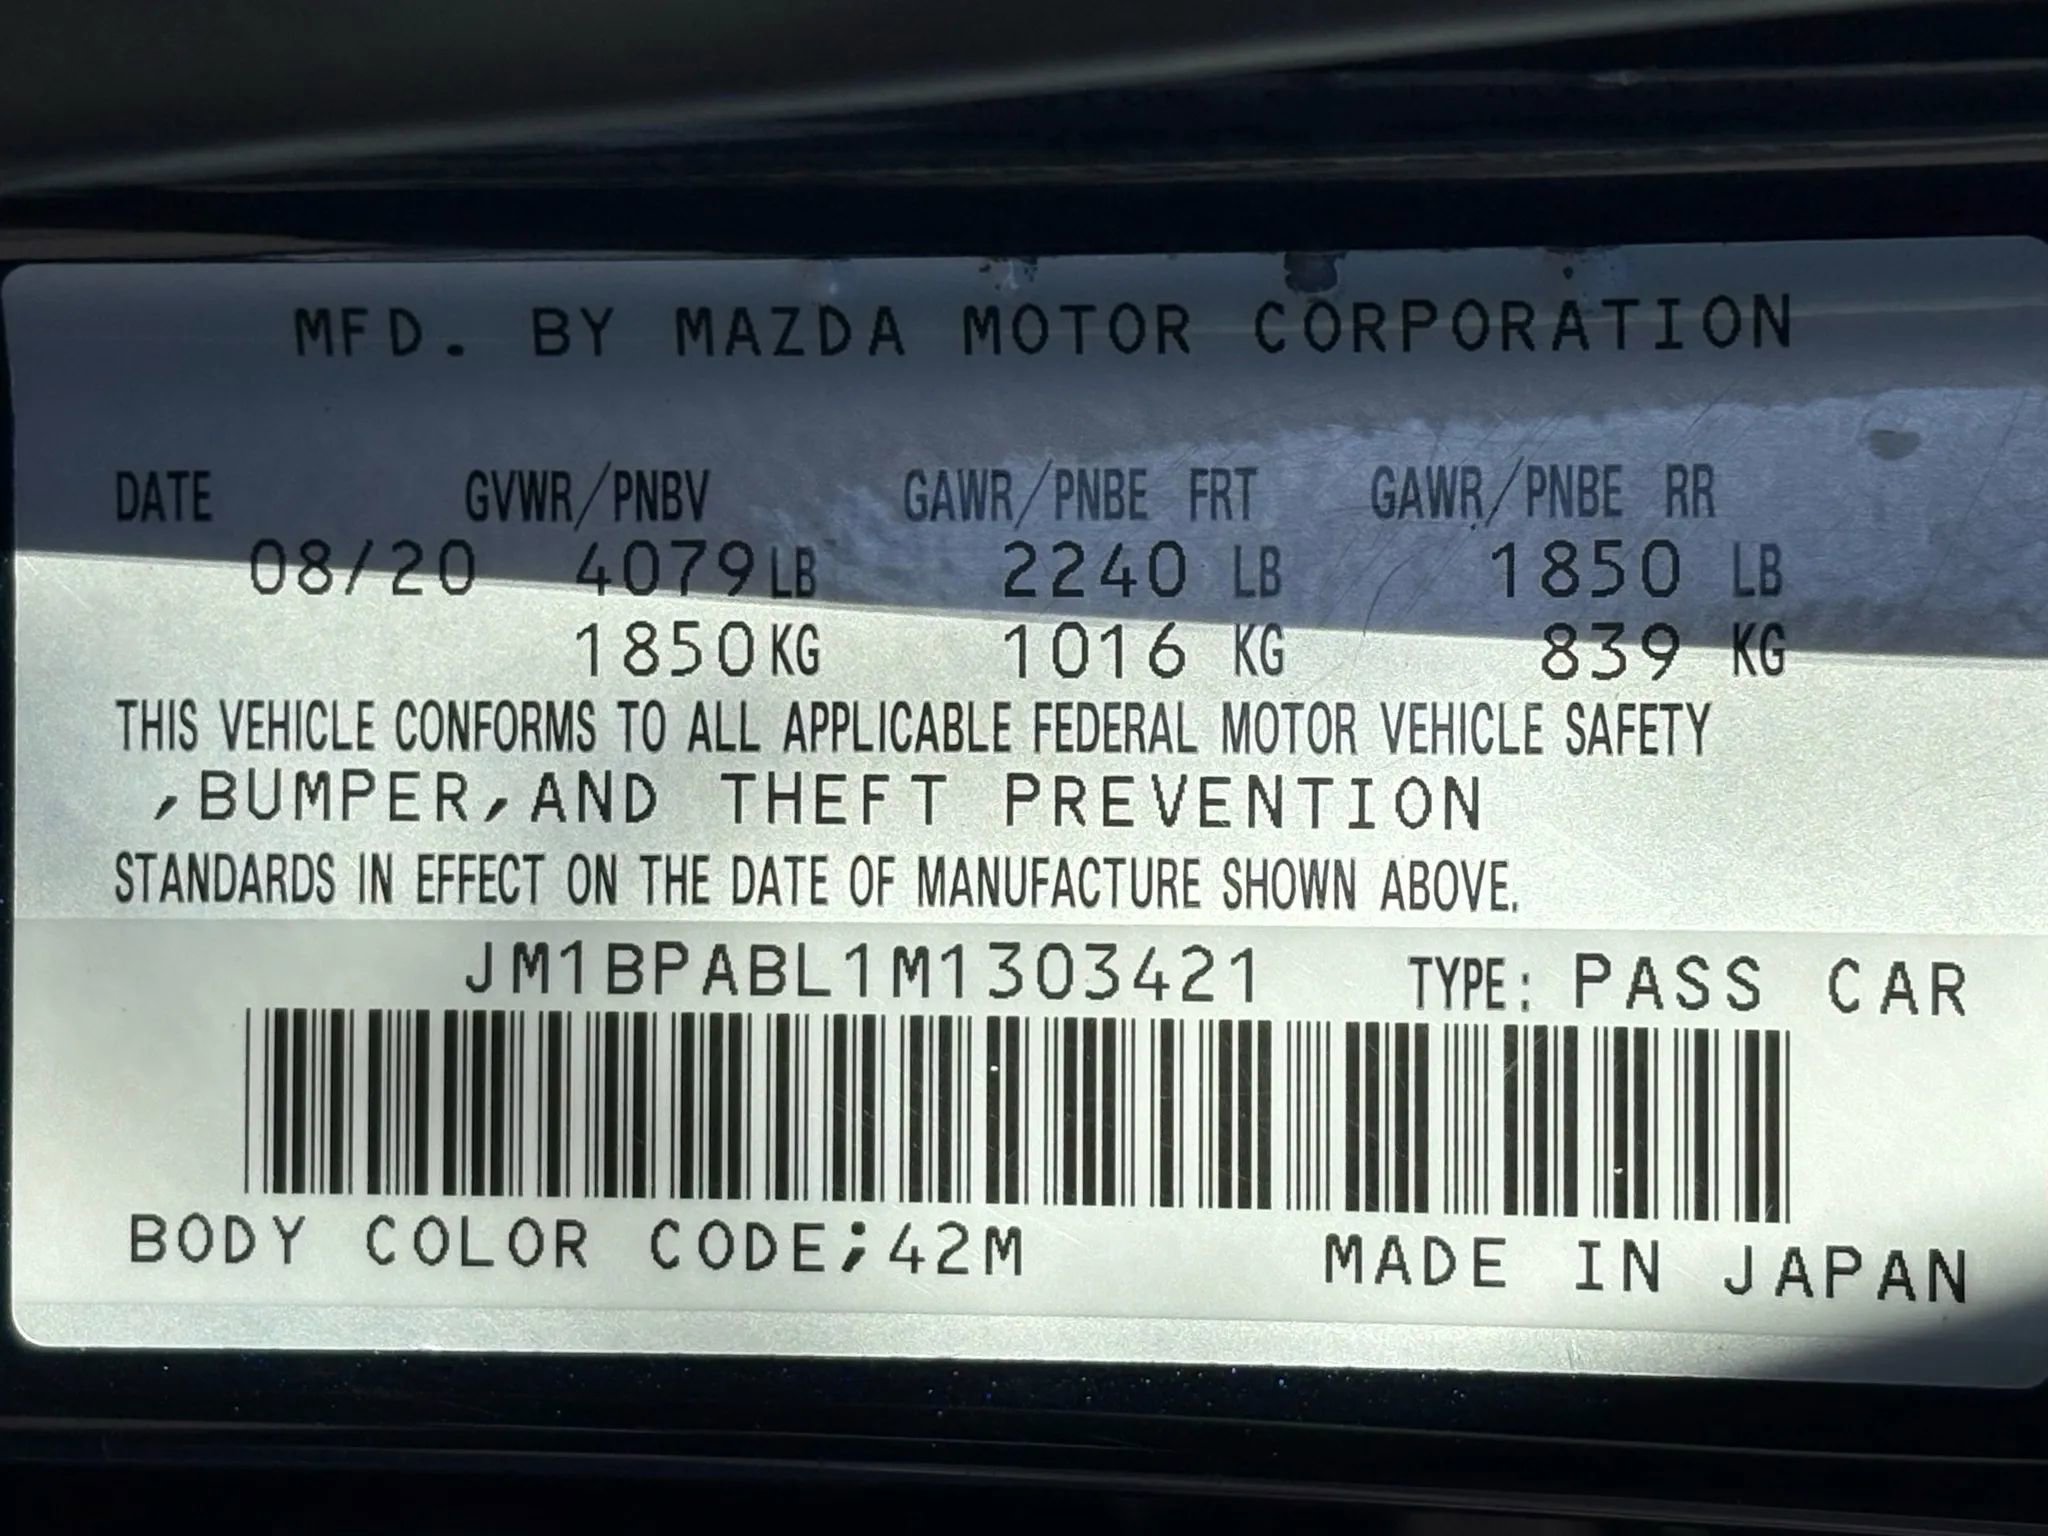 MFD. BY MAZDA MOTOR CORPORATION
DATE GVWR/PNBV GAWR/PNBE FRT GAWR/PNBE RR
08/20 4079LB 2240 LB 1850 LB
1850KG 1016 KG 839 KG
THIS VEHICLE CONFORMS TO ALL APPLICABLE FEDERAL MOTOR VEHICLE SAFETY
,BUMPER,AND THEFT PREVENTION
STANDARDS IN EFFECT ON THE DATE OF MANUFACTURE SHOWN ABOVE.
JM1BPABL1M1303421 TYPE: PASS CAR
BODY COLOR CODE;42M MADE IN JAPAN